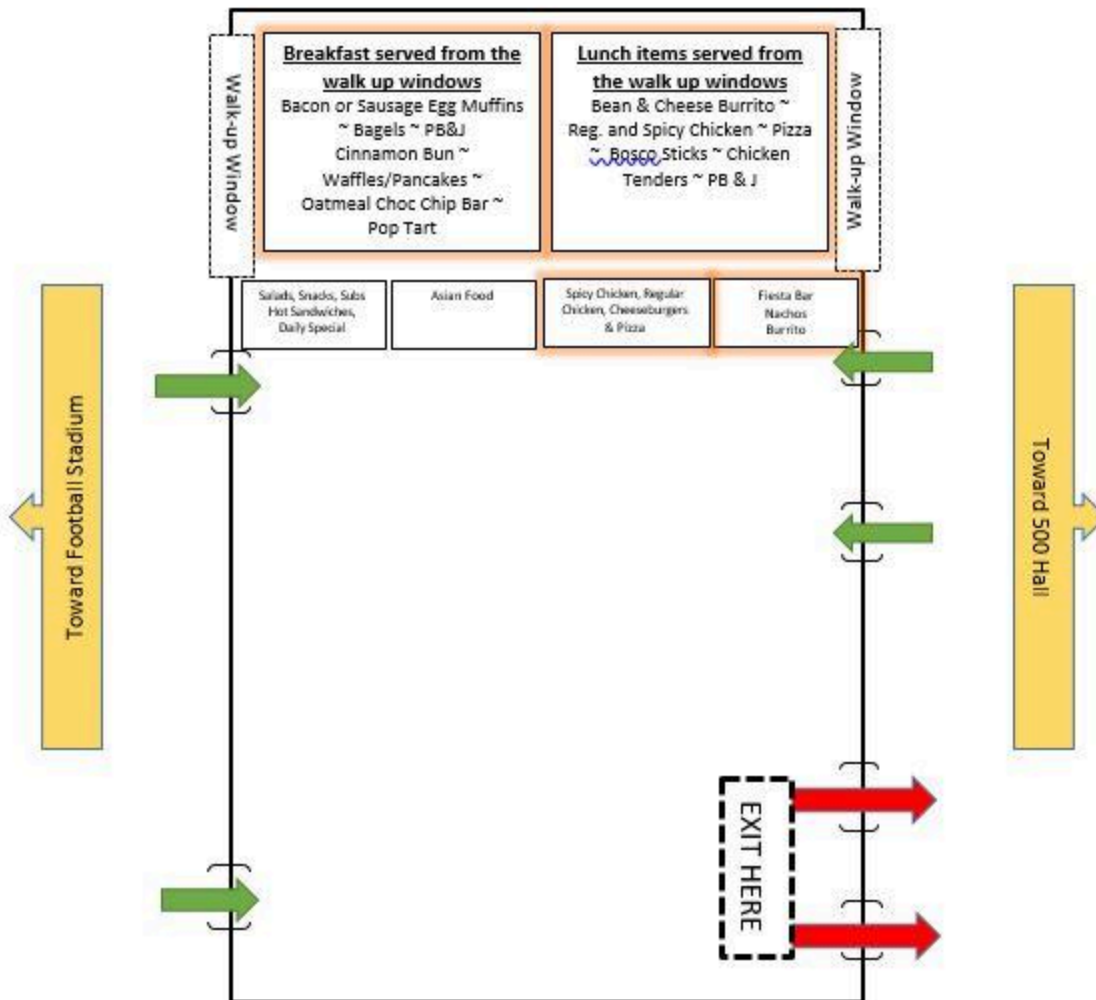 Walk-up Window
Breakfast served from the
walk up windows
Bacon or Sausage Egg Muffins
~ Bagels ~ PB&J
Cinnamon Bun ~
Waffles/Pancakes ~
Oatmeal Choc Chip Bar ~
Pop Tart
Lunch items served from
the walk up windows
Bean & Cheese Burrito ~
Reg. and Spicy Chicken ~ Pizza
~ Bosco Sticks ~ Chicken
Tenders ~ PB & J
Walk-up Window
Salads, Snacks, Subs
Hot Sandwiches,
Daily Special
Asian Food
Spicy Chicken, Regular
Chicken, Cheeseburgers
& Pizza
Fiesta Bar
Nachos
Burrito
Toward Football Stadium
Toward 500 Hall
EXIT HERE